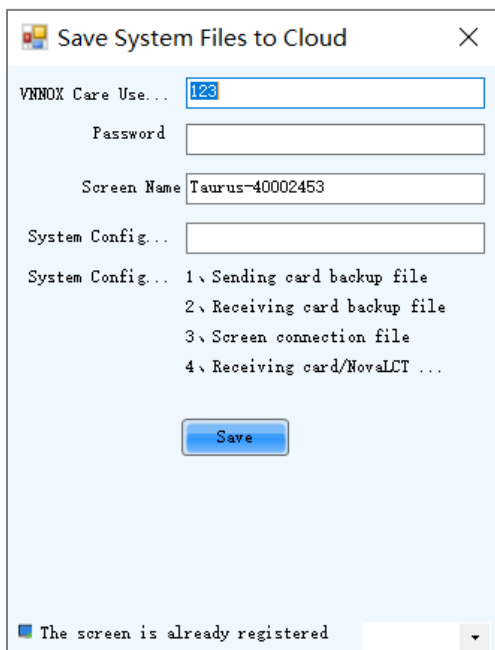 Save System Files to Cloud
VNNOX Care Use... 123
Password
Screen Name Taurus-40002453
System Config...
System Config... 1、Sending card backup file
2、Receiving card backup file
3、Screen connection file
4、Receiving card/NovaLCT ...
Save
The screen is already registered